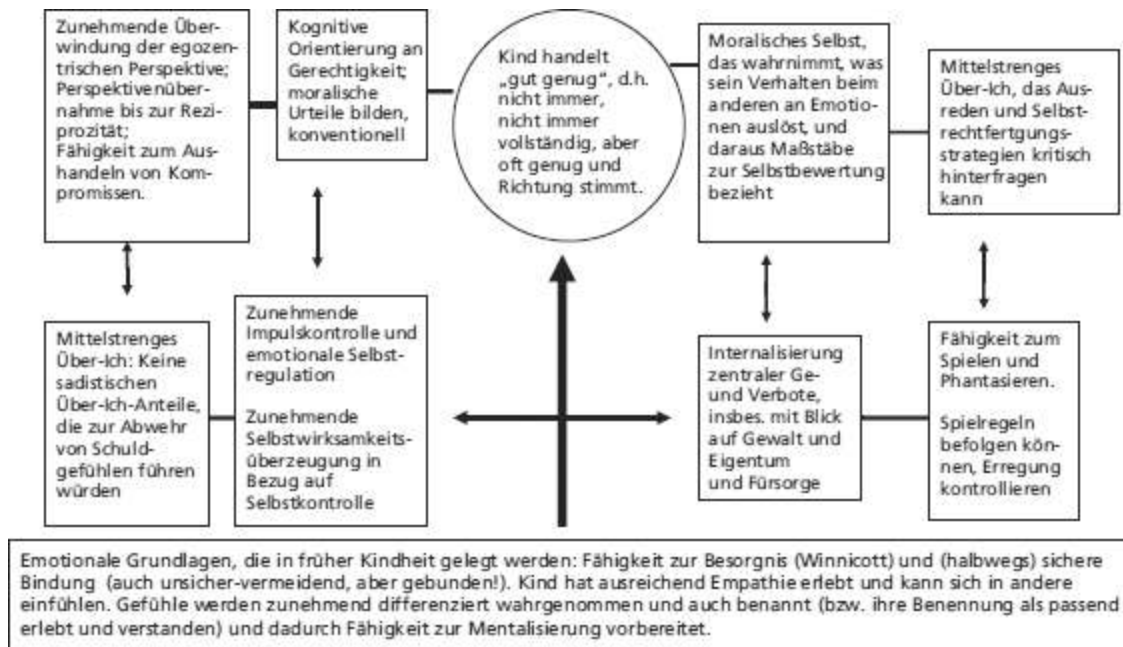 Zunehmende Über-
windung der egozen-
trischen Perspektive;
Perspektivenüber-
nahme bis zur Rezi-
prozität;
Fähigkeit zum Aus-
handeln von Kom-
promissen.
Kognitive
Orientierung an
Gerechtigkeit;
moralische
Urteile bilden,
konventionell
Kind handelt
„gut genug“, d.h.
nicht immer,
nicht immer
vollständig, aber
oft genug und
Richtung stimmt.
Moralisches Selbst,
das wahrnimmt, was
sein Verhalten beim
anderen an Emotio-
nen auslöst, und
daraus Maßstäbe
zur Selbstbewertung
bezieht
Mittelstrenges
Über-Ich, das Aus-
reden und Selbst-
rechtfertgungs-
strategien kritisch
hinterfragen
kann
Mittelstrenges
Über-Ich: Keine
sadistischen
Über-Ich-Anteile,
die zur Abwehr
von Schuld-
gefühlen führen
würden
Zunehmende
Impulskontrolle und
emotionale Selbst-
regulation
Zunehmende
Selbstwirksamkeits-
überzeugung in
Bezug auf
Selbstkontrolle
Internalisierung
zentraler Ge-
und Verbote,
insbes. mit Blick
auf Gewalt und
Eigentum
und Fürsorge
Fähigkeit zum
Spielen und
Phantasieren.
Spielregeln
befolgen kön-
nen, Erregung
kontrollieren
Emotionale Grundlagen, die in früher Kindheit gelegt werden: Fähigkeit zur Besorgnis (Winnicott) und (halbwegs) sichere
Bindung (auch unsicher-vermeidend, aber gebunden!). Kind hat ausreichend Empathie erlebt und kann sich in andere
einfühlen. Gefühle werden zunehmend differenziert wahrgenommen und auch benannt (bzw. ihre Benennung als passend
erlebt und verstanden) und dadurch Fähigkeit zur Mentalisierung vorbereitet.